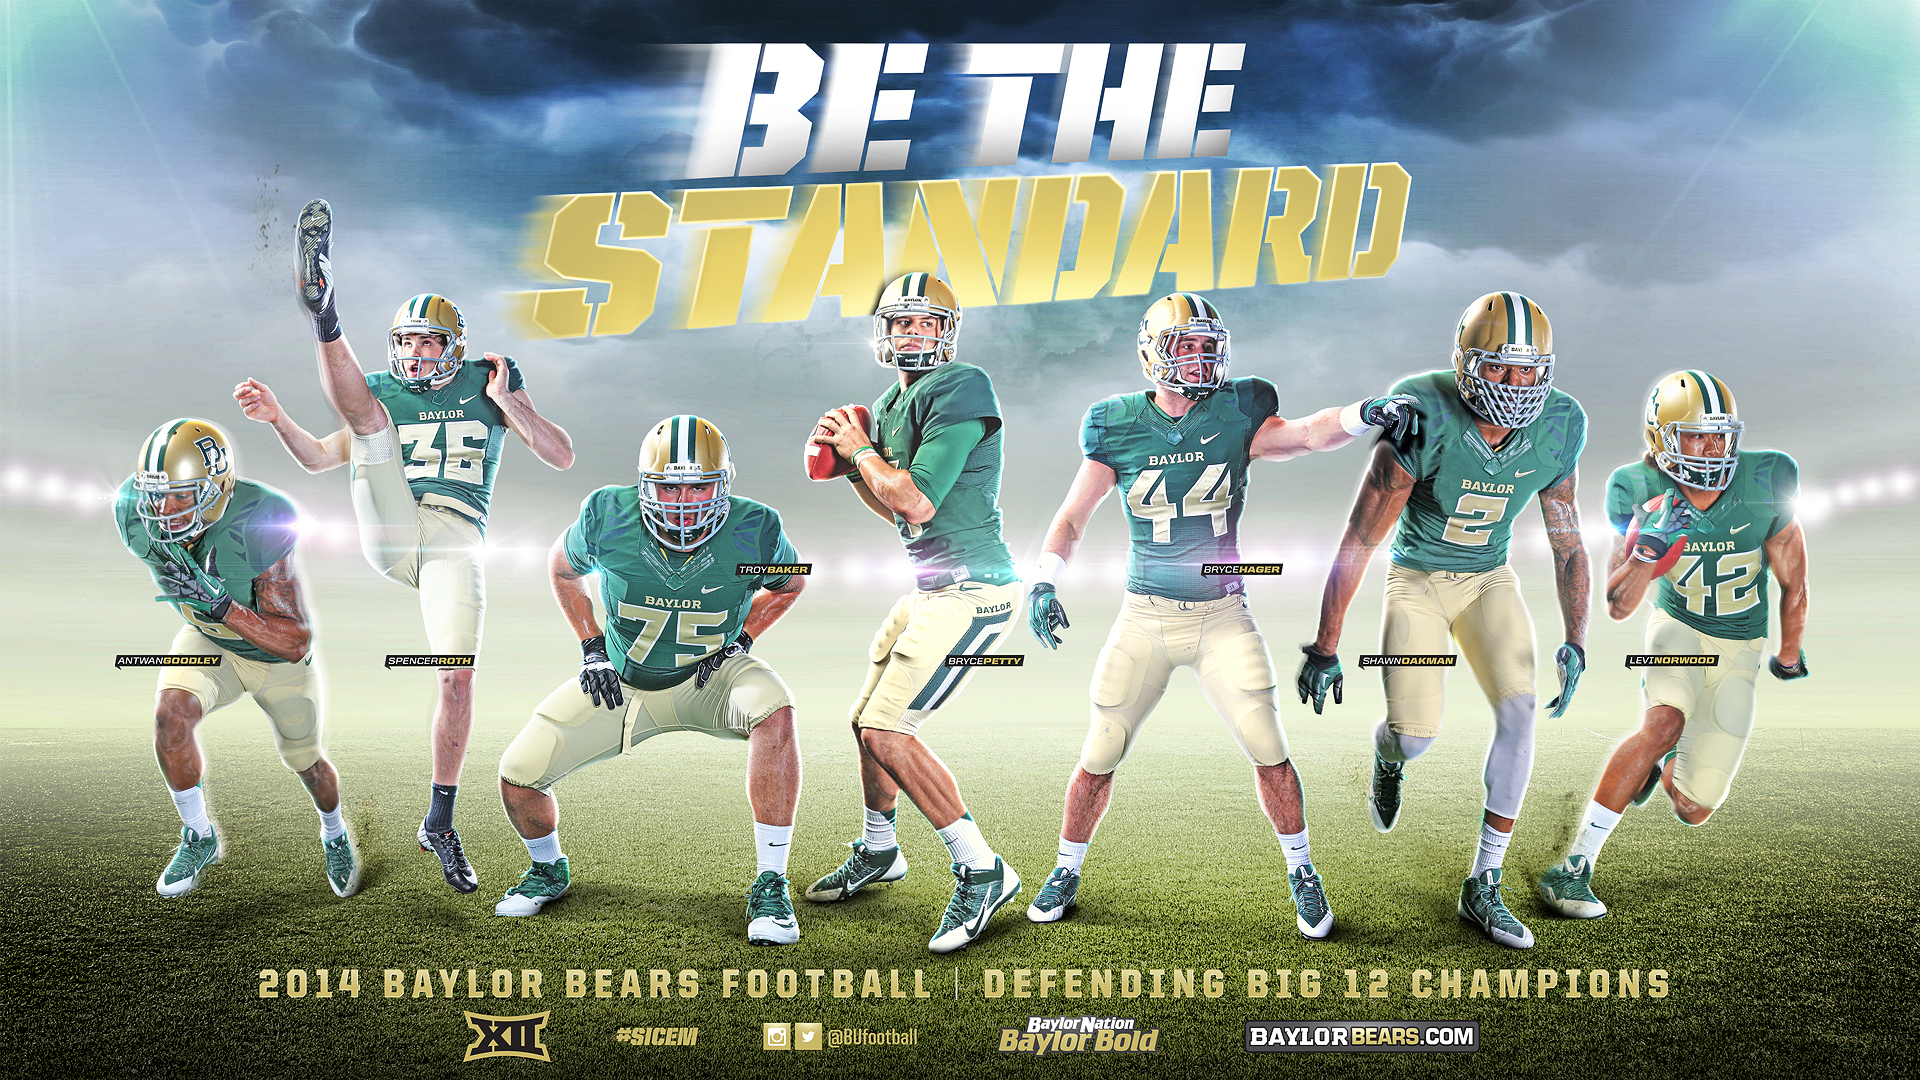 BE THE
STANDARD
BAYLOR
36
BAYLOR
75
BAYLOR
BAYLOR
44
BAYLOR
2
BAYLOR
42
TROYBAKER
BRYCEHAGER
ANTWANGOODLEY
SPENCERROTH
BRYCEPETTY
SHAWNOAKMAN
LEVINORWOOD
2014 BAYLOR BEARS FOOTBALL | DEFENDING BIG 12 CHAMPIONS
XII
#SICEM
@BUfootball
BaylorNation
Baylor Bold
BAYLORBEARS.COM